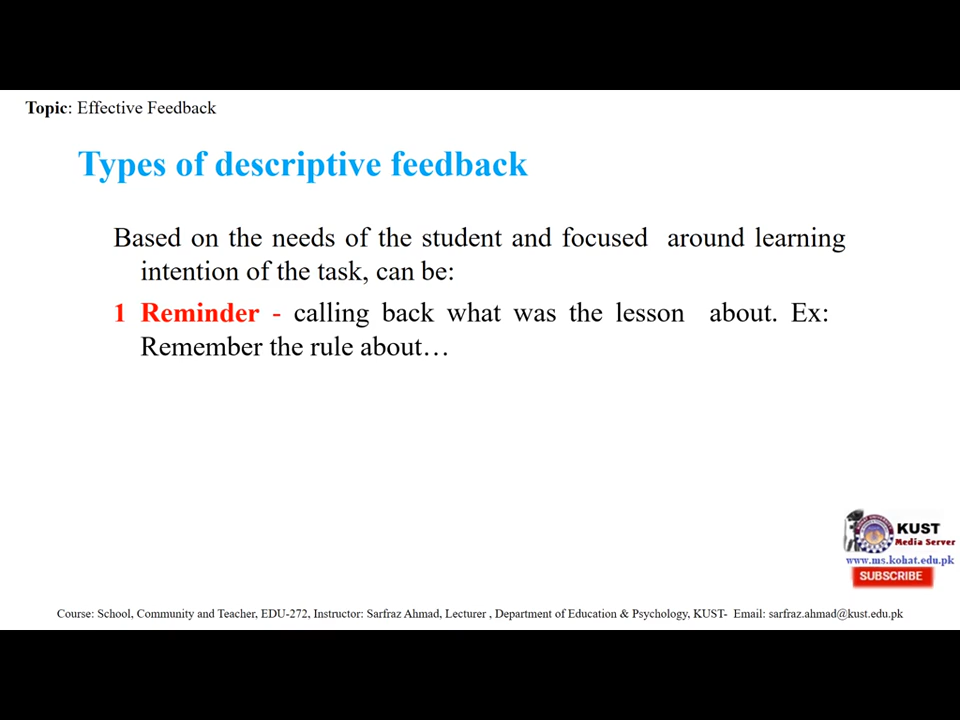 Topic: Effective Feedback
Types of descriptive feedback
Based on the needs of the student and focused around learning
intention of the task, can be:
1 Reminder - calling back what was the lesson about. Ex:
Remember the rule about…
KUST
Media Server
www.ms.kohat.edu.pk
SUBSCRIBE
Course: School, Community and Teacher, EDU-272, Instructor: Sarfraz Ahmad, Lecturer , Department of Education & Psychology, KUST- Email: sarfraz.ahmad@kust.edu.pk